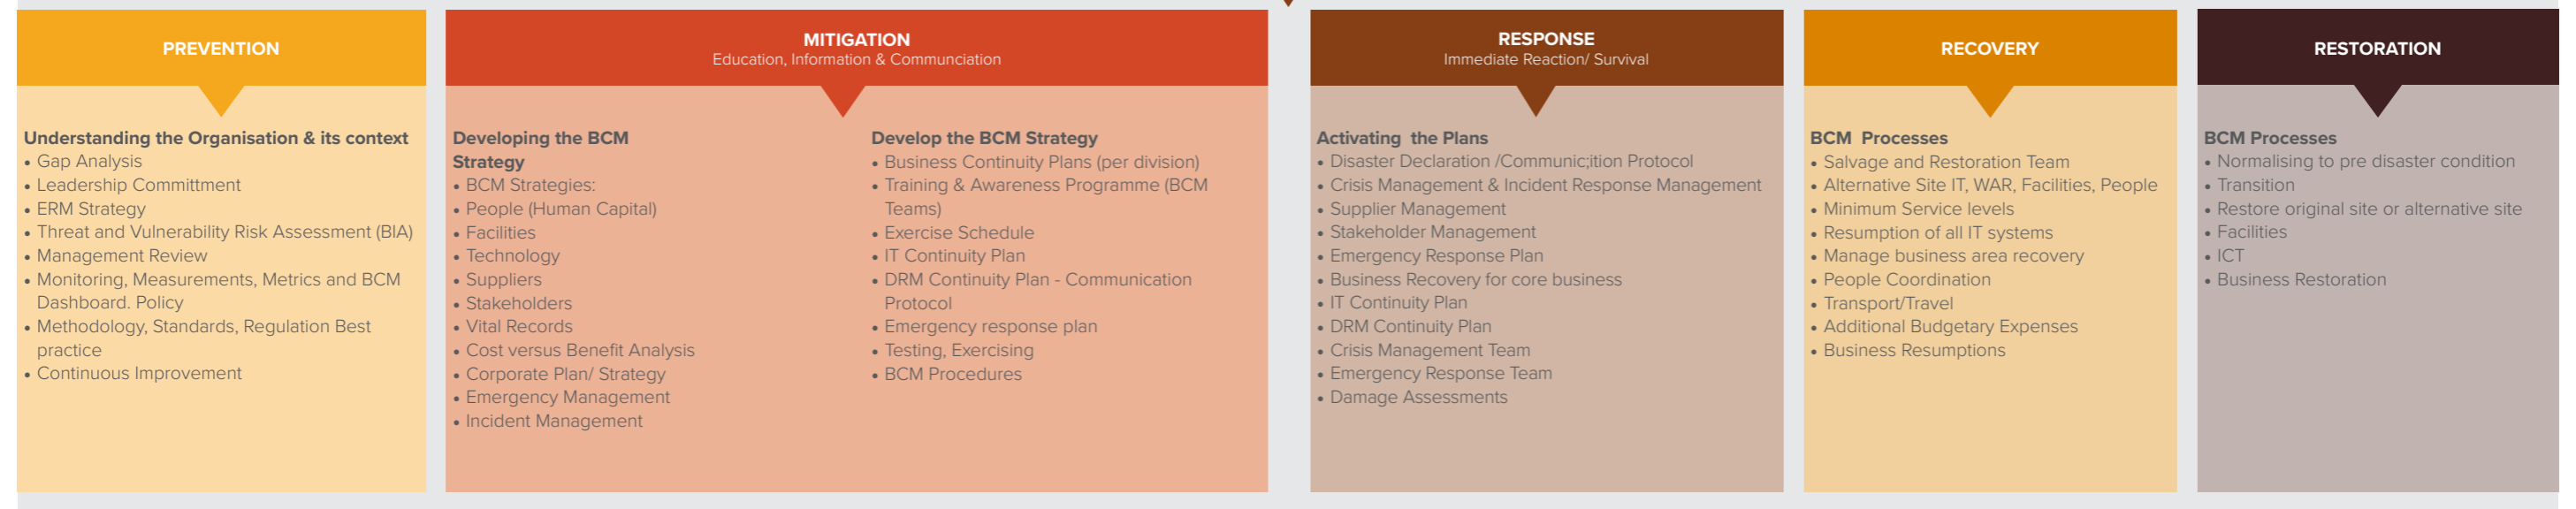 PREVENTION
Understanding the Organisation & its context
• Gap Analysis
• Leadership Committment
• ERM Strategy
• Threat and Vulnerability Risk Assessment (BIA)
• Management Review
• Monitoring, Measurements, Metrics and BCM
Dashboard. Policy
• Methodology, Standards, Regulation Best
practice
• Continuous Improvement
MITIGATION
Education, Information & Communciation
Developing the BCM
Strategy
• BCM Strategies:
• People (Human Capital)
• Facilities
• Technology
• Suppliers
• Stakeholders
• Vital Records
• Cost versus Benefit Analysis
• Corporate Plan/ Strategy
• Emergency Management
• Incident Management
Develop the BCM Strategy
• Business Continuity Plans (per division)
• Training & Awareness Programme (BCM
Teams)
• Exercise Schedule
• IT Continuity Plan
• DRM Continuity Plan - Communication
Protocol
• Emergency response plan
• Testing, Exercising
• BCM Procedures
RESPONSE
Immediate Reaction/ Survival
Activating the Plans
• Disaster Declaration /Communic;ition Protocol
• Crisis Management & Incident Response Management
• Supplier Management
• Stakeholder Management
• Emergency Response Plan
• Business Recovery for core business
• IT Continuity Plan
• DRM Continuity Plan
• Crisis Management Team
• Emergency Response Team
• Damage Assessments
RECOVERY
BCM Processes
• Salvage and Restoration Team
• Alternative Site IT, WAR, Facilities, People
• Minimum Service levels
• Resumption of all IT systems
• Manage business area recovery
• People Coordination
• Transport/Travel
• Additional Budgetary Expenses
• Business Resumptions
RESTORATION
BCM Processes
• Normalising to pre disaster condition
• Transition
• Restore original site or alternative site
• Facilities
• ICT
• Business Restoration